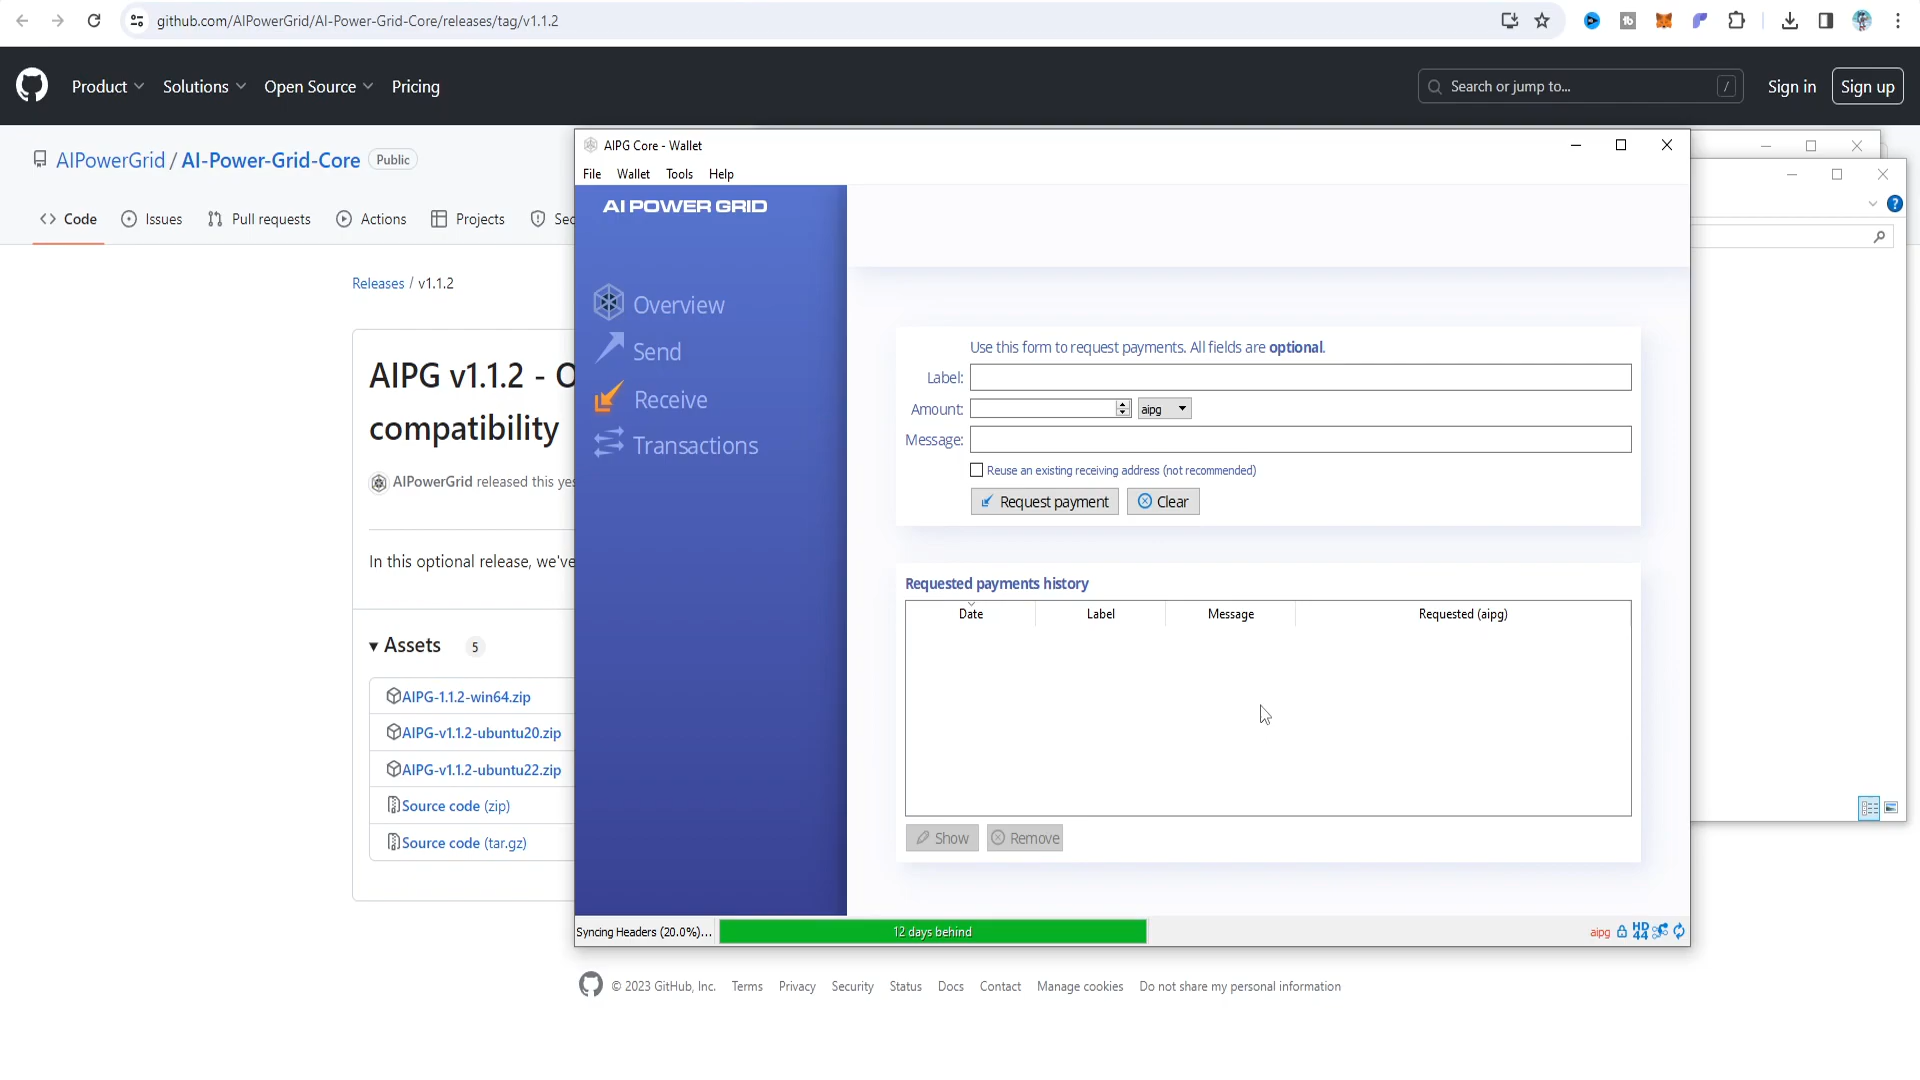 github.com/AIPowerGrid/AI-Power-Grid-Core/releases/tag/v1.1.2
Product Solutions Open Source Pricing
Search or jump to... /
Sign in Sign up
AIPowerGrid / AI-Power-Grid-Core Public
Code Issues Pull requests Actions Projects Sec
Releases / v1.1.2
AIPG v1.1.2 -
compatibility
AIPowerGrid released this yes
In this optional release, we've
Assets 5
AIPG-1.1.2-win64.zip
AIPG-v1.1.2-ubuntu20.zip
AIPG-v1.1.2-ubuntu22.zip
Source code (zip)
Source code (tar.gz)
AIPG Core - Wallet
File Wallet Tools Help
AI POWER GRID
Overview
Send
Receive
Transactions
Use this form to request payments. All fields are optional.
Label:
Amount: aipg
Message:
Reuse an existing receiving address (not recommended)
Request payment Clear
Requested payments history
Date Label Message Requested (aipg)
Show Remove
Syncing Headers (20.0%)... 12 days behind aipg HD 44
© 2023 GitHub, Inc. Terms Privacy Security Status Docs Contact Manage cookies Do not share my personal information